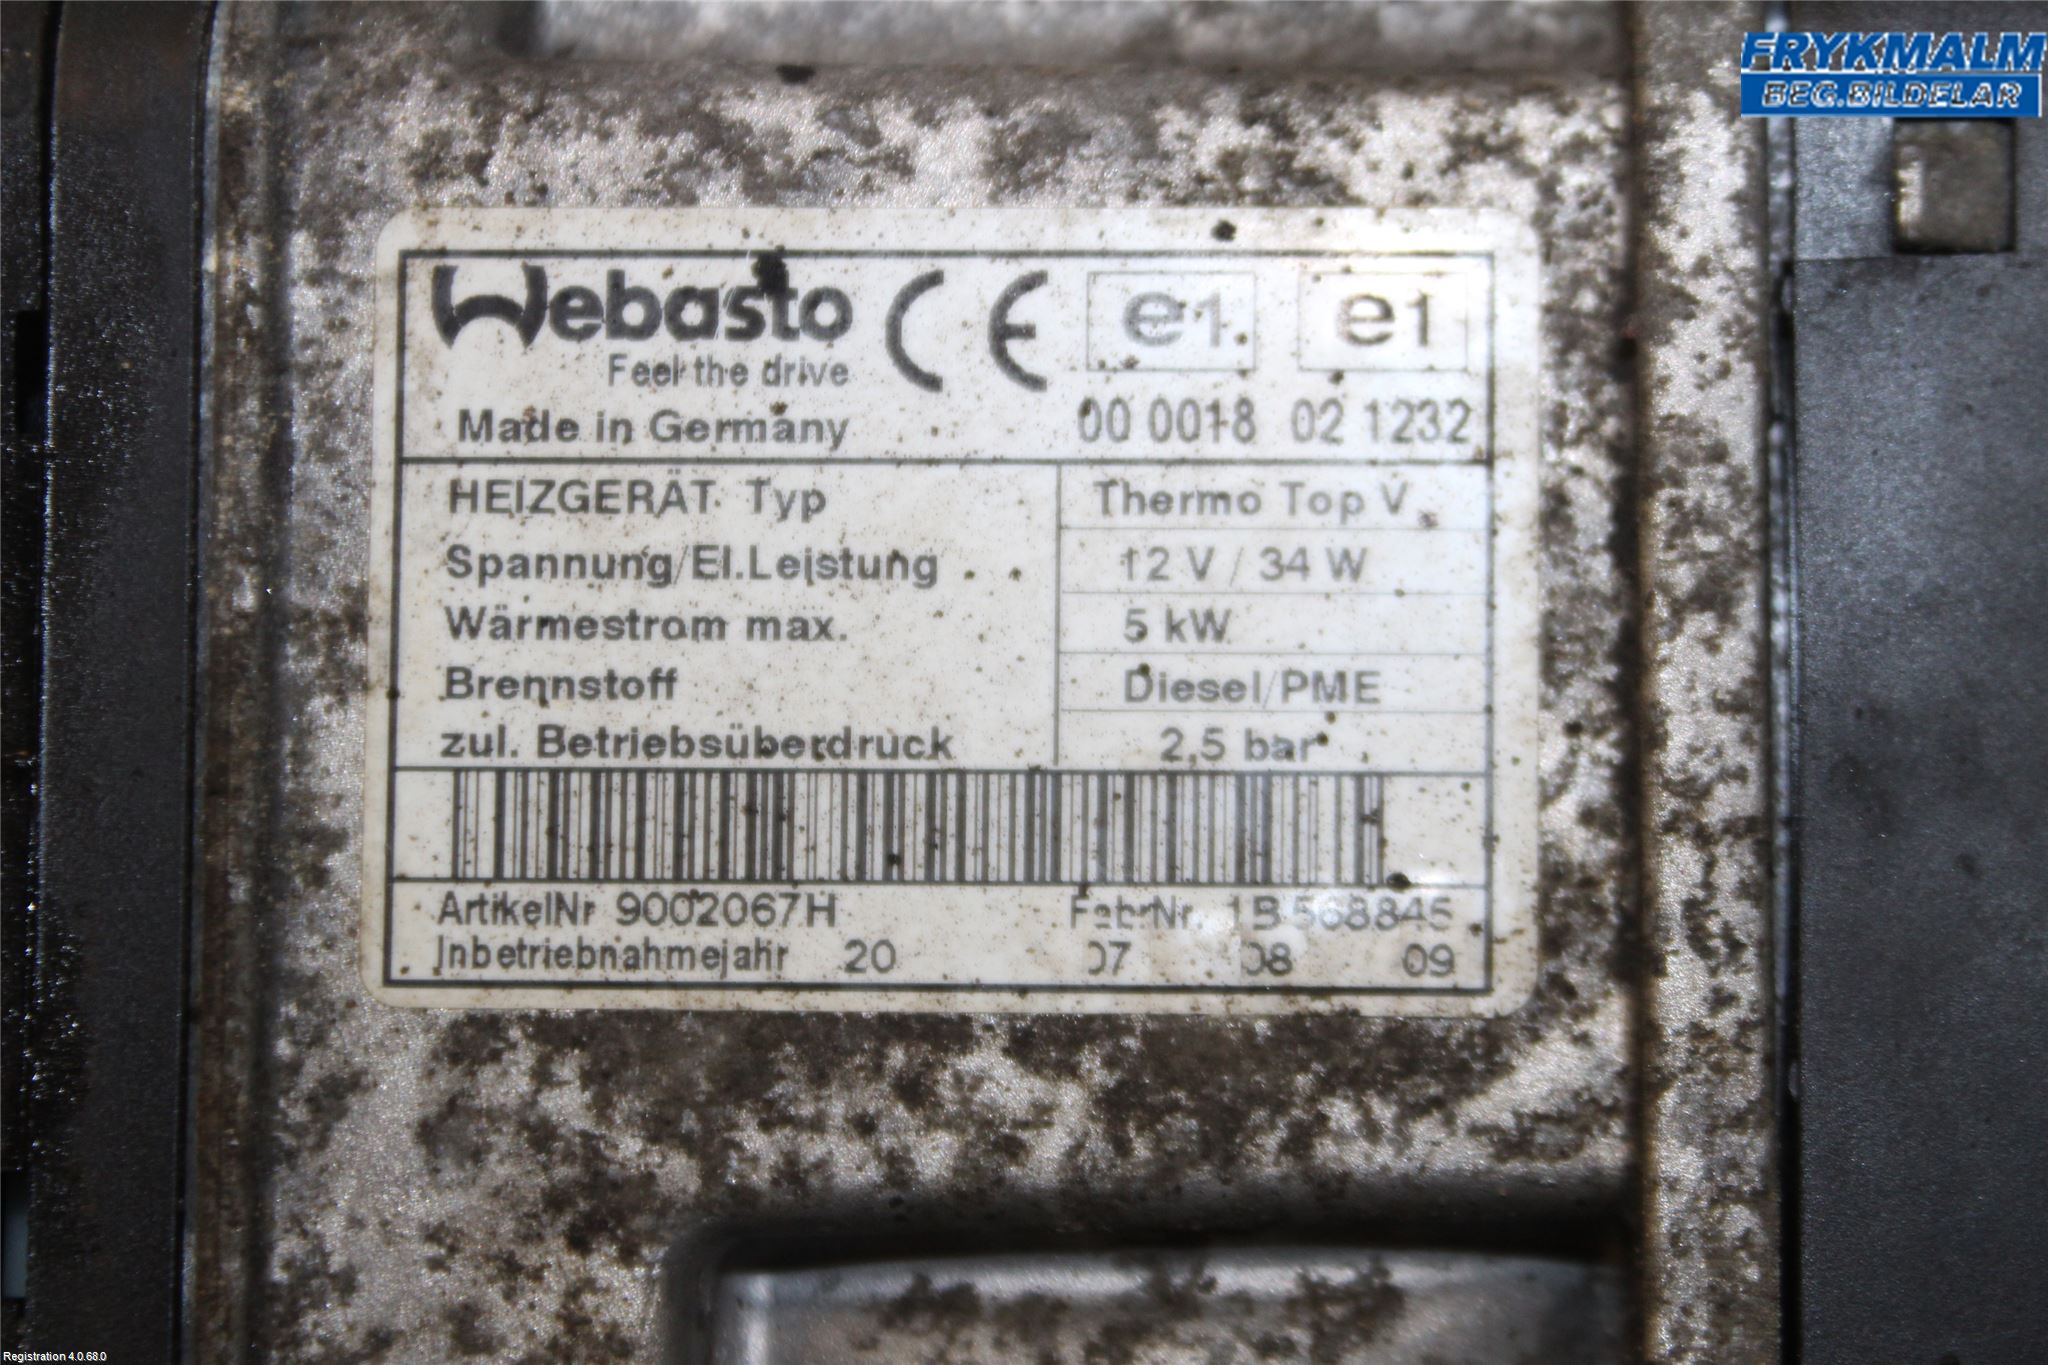 FRYKMALM
BEG.BILDELAR
Webasto
Feel the drive
CE
e1
e1
Made in Germany
00 0018
02 1232
HEIZGERÄT Typ Thermo Top V
Spannung/El.Leistung 12 V / 34 W
Wärmestrom max. 5 kW
Brennstoff Diesel/PME
zul. Betriebsüberdruck 2,5 bar
ArtikelNr 9002067H FabrNr. 1B
Inbetriebnahmejahr 20 07 08 09
Registration 4.0.68.0